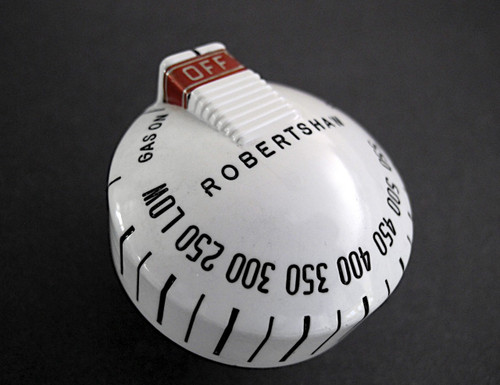 OFF
GAS ON
ROBERTSHAW
LOW 250 300 350 400 450 500